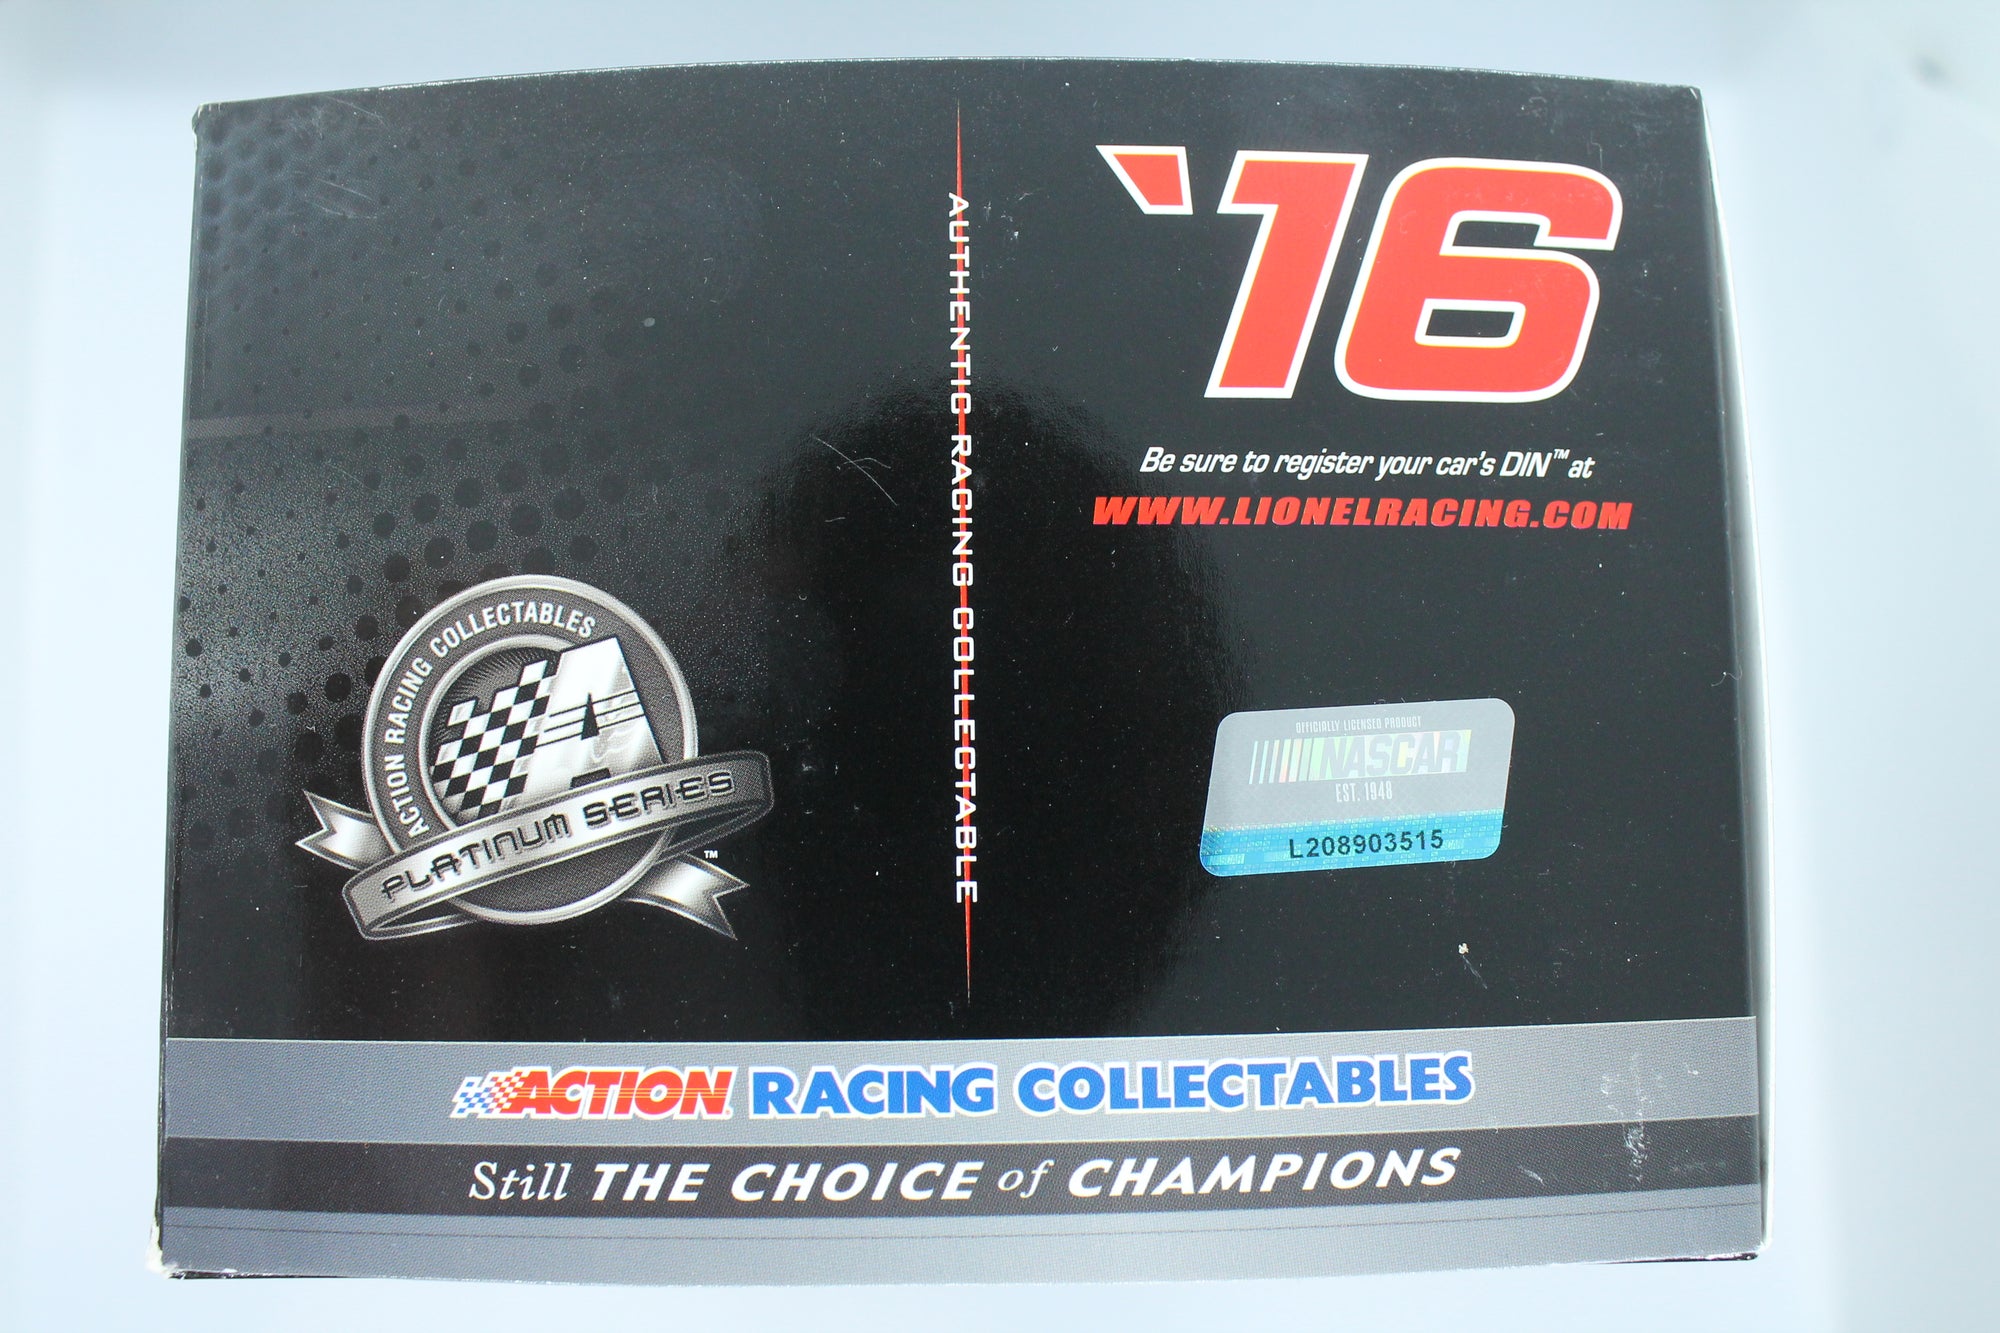 '16
Be sure to register your car's DIN™ at
WWW.LIONELRACING.COM
AUTHENTIC RACING COLLECTABLE
ACTION RACING COLLECTABLES
A
PLATINUM SERIES
™
OFFICIALLY LICENSED PRODUCT
NASCAR
EST. 1948
L208903515
ACTION RACING COLLECTABLES
Still THE CHOICE of CHAMPIONS